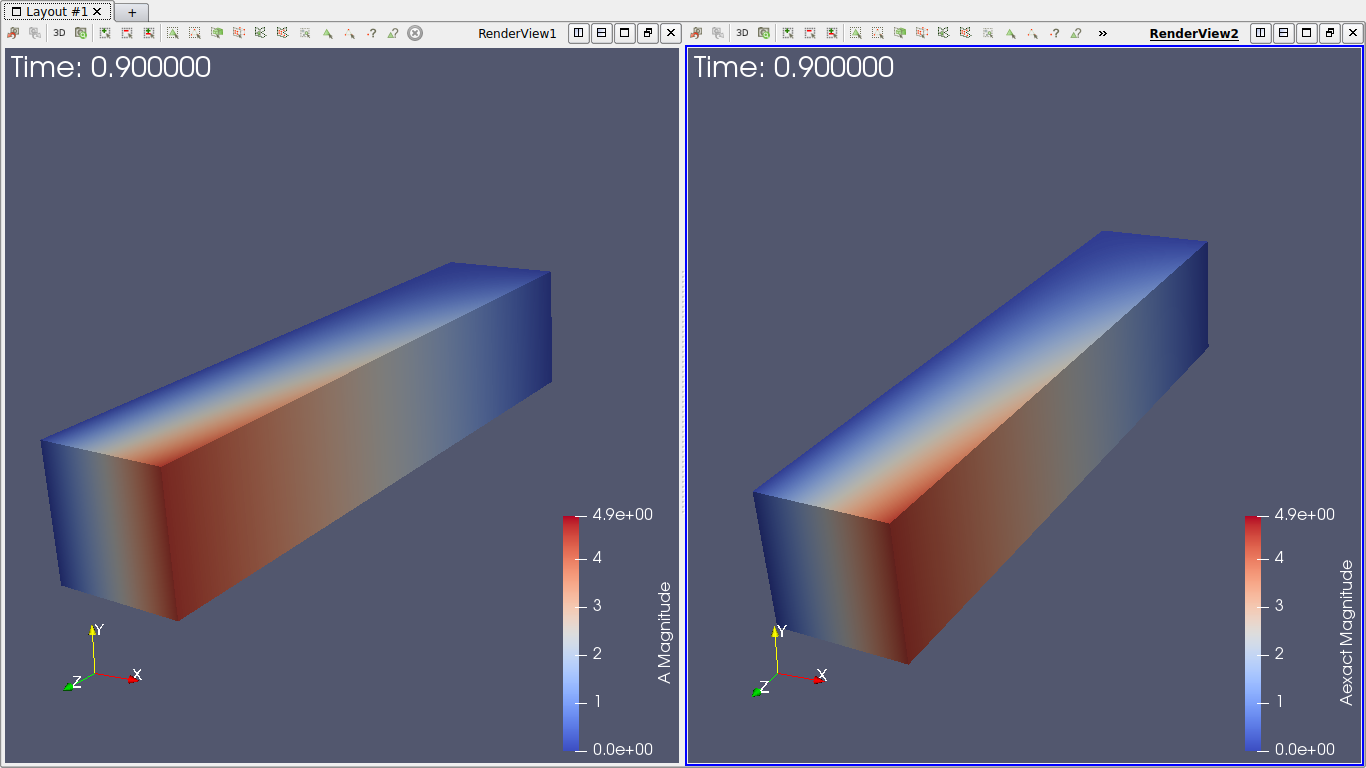 Layout #1
+
3D
RenderView1
3D
»
RenderView2
Time: 0.900000
Time: 0.900000
4.9e+00
4
3
2
1
0.0e+00
A Magnitude
Y
X
Z
4.9e+00
4
3
2
1
0.0e+00
Aexact Magnitude
Y
X
Z